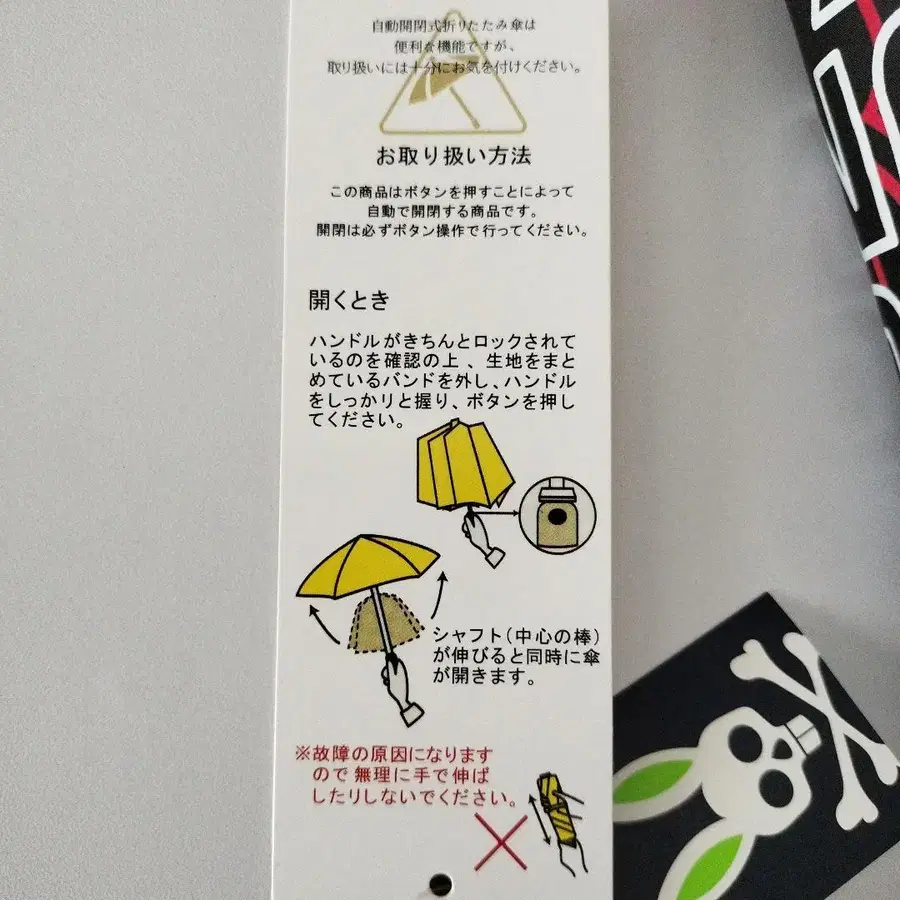 自動開閉式折りたたみ傘は
便利な機能ですが、
取り扱いには十分にお気を付けください。
お取り扱い方法
この商品はボタンを押すことによって
自動で開閉する商品です。
開閉は必ずボタン操作で行ってください。
開くとき
ハンドルがきちんとロックされて
いるのを確認の上、生地をまと
めているバンドを外し、ハンドル
をしっかりと握り、ボタンを押し
てください。
シャフト(中心の棒)
が伸びると同時に傘
が開きます。
※故障の原因になります
ので無理に手で伸ば
したりしないでください。